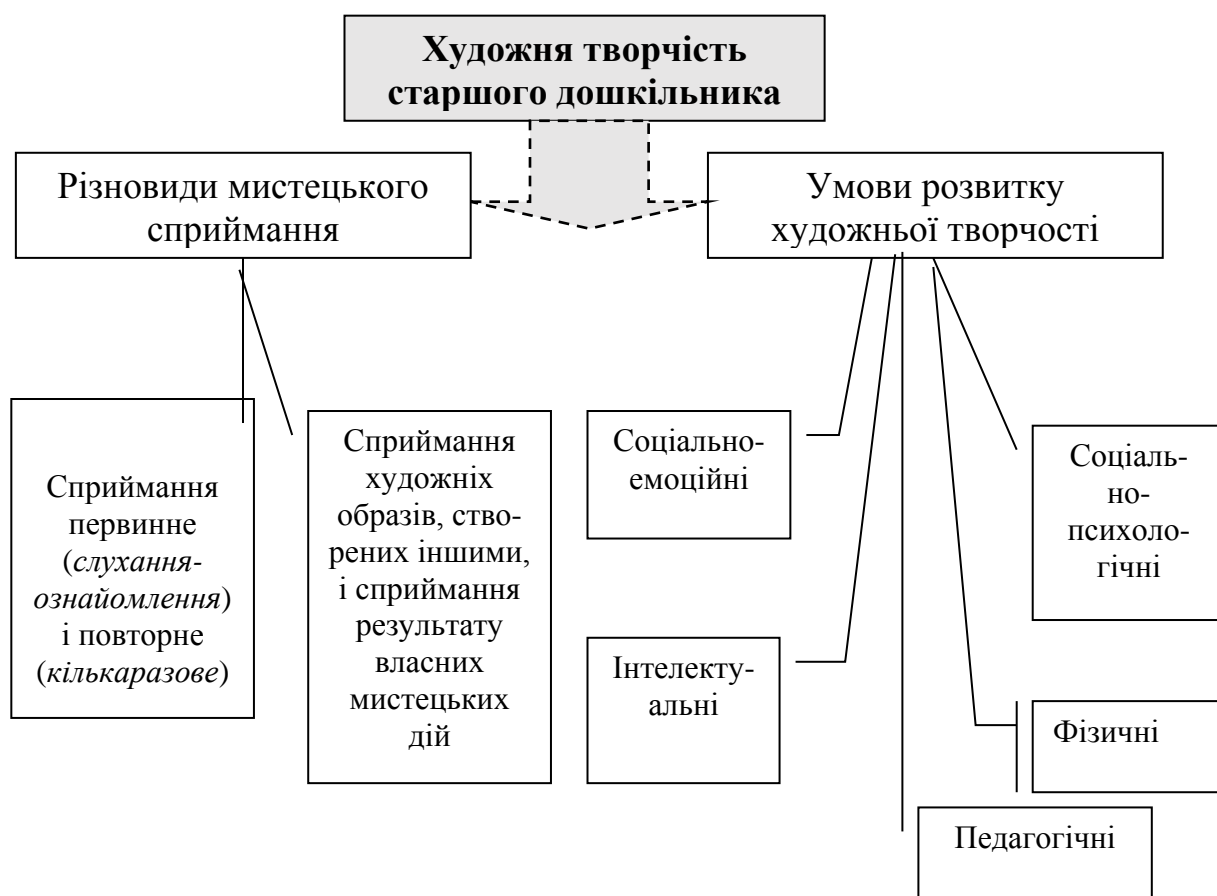 Художня творчість
старшого дошкільника
Різновиди мистецького
сприймання
Умови розвитку
художньої творчості
Сприймання
первинне
(слухання-
ознайомлення)
і повторне
(кількаразове)
Сприймання
художніх
образів, ство-
рених іншими,
і сприймання
результату
власних
мистецьких
дій
Соціально-
емоційні
Інтелекту-
альні
Соціаль-
но-
психоло-
гічні
Фізичні
Педагогічні